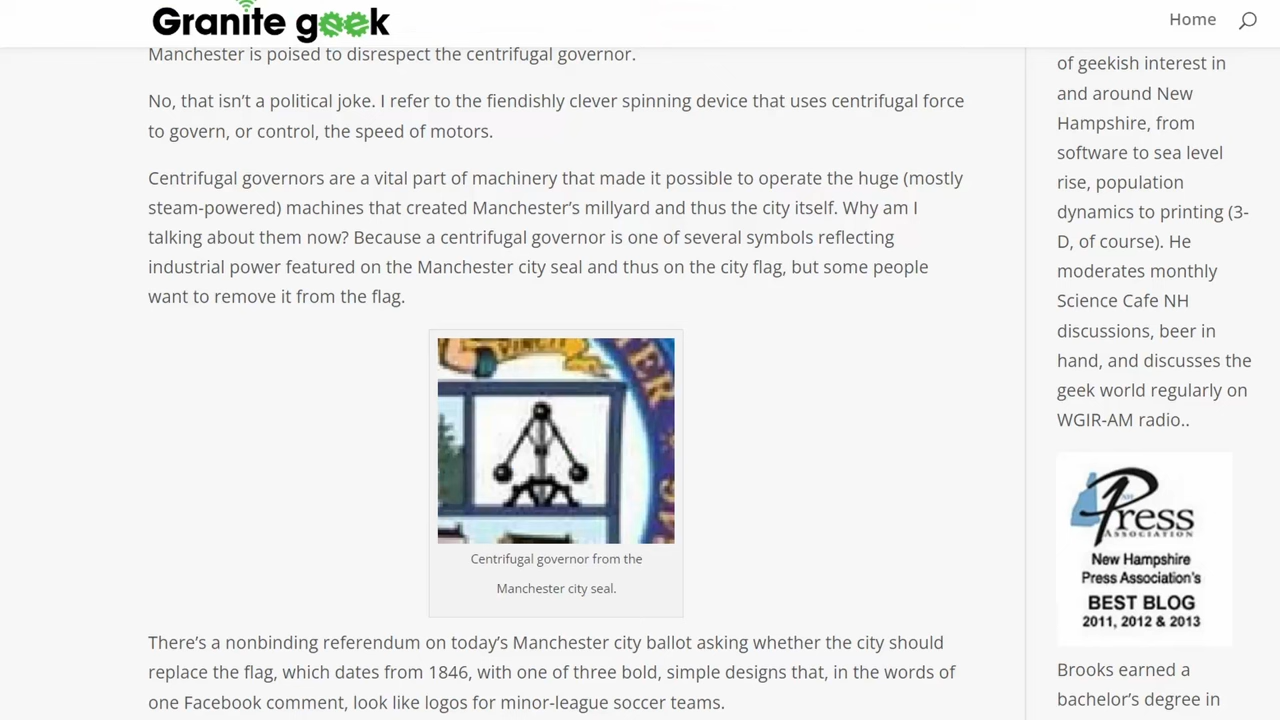 Granite geek
Home
Manchester is poised to disrespect the centrifugal governor.
No, that isn’t a political joke. I refer to the fiendishly clever spinning device that uses centrifugal force
to govern, or control, the speed of motors.
Centrifugal governors are a vital part of machinery that made it possible to operate the huge (mostly
steam-powered) machines that created Manchester’s millyard and thus the city itself. Why am I
talking about them now? Because a centrifugal governor is one of several symbols reflecting
industrial power featured on the Manchester city seal and thus on the city flag, but some people
want to remove it from the flag.
VINCIT
Centrifugal governor from the
Manchester city seal.
There’s a nonbinding referendum on today’s Manchester city ballot asking whether the city should
replace the flag, which dates from 1846, with one of three bold, simple designs that, in the words of
one Facebook comment, look like logos for minor-league soccer teams.
of geekish interest in
and around New
Hampshire, from
software to sea level
rise, population
dynamics to printing (3-
D, of course). He
moderates monthly
Science Cafe NH
discussions, beer in
hand, and discusses the
geek world regularly on
WGIR-AM radio..
NH
Press
ASSOCIATION
New Hampshire
Press Association's
BEST BLOG
2011, 2012 & 2013
Brooks earned a
bachelor’s degree in